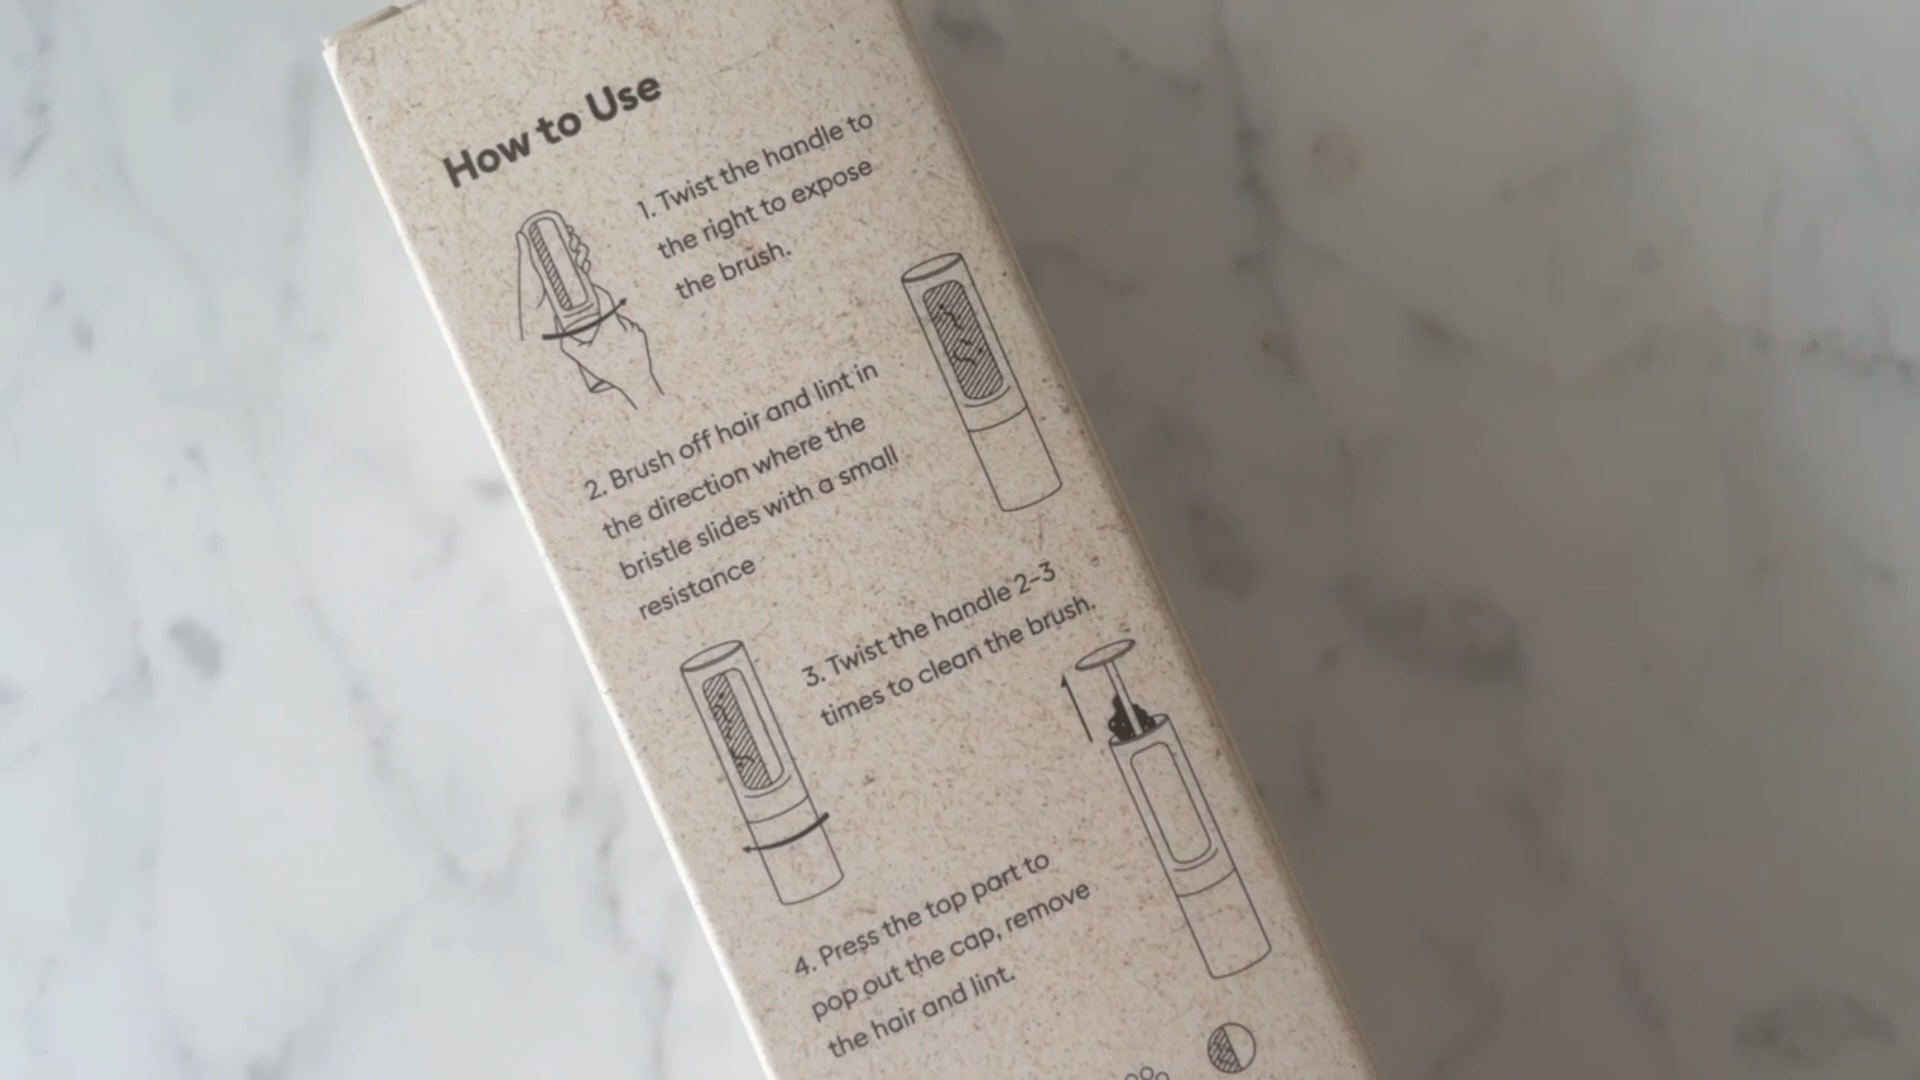 How to Use
1. Twist the handle to
the right to expose
the brush.
2. Brush off hair and lint in
the direction where the
bristle slides with a small
resistance
3. Twist the handle 2-3
times to clean the brush.
4. Press the top part to
pop out the cap, remove
the hair and lint.